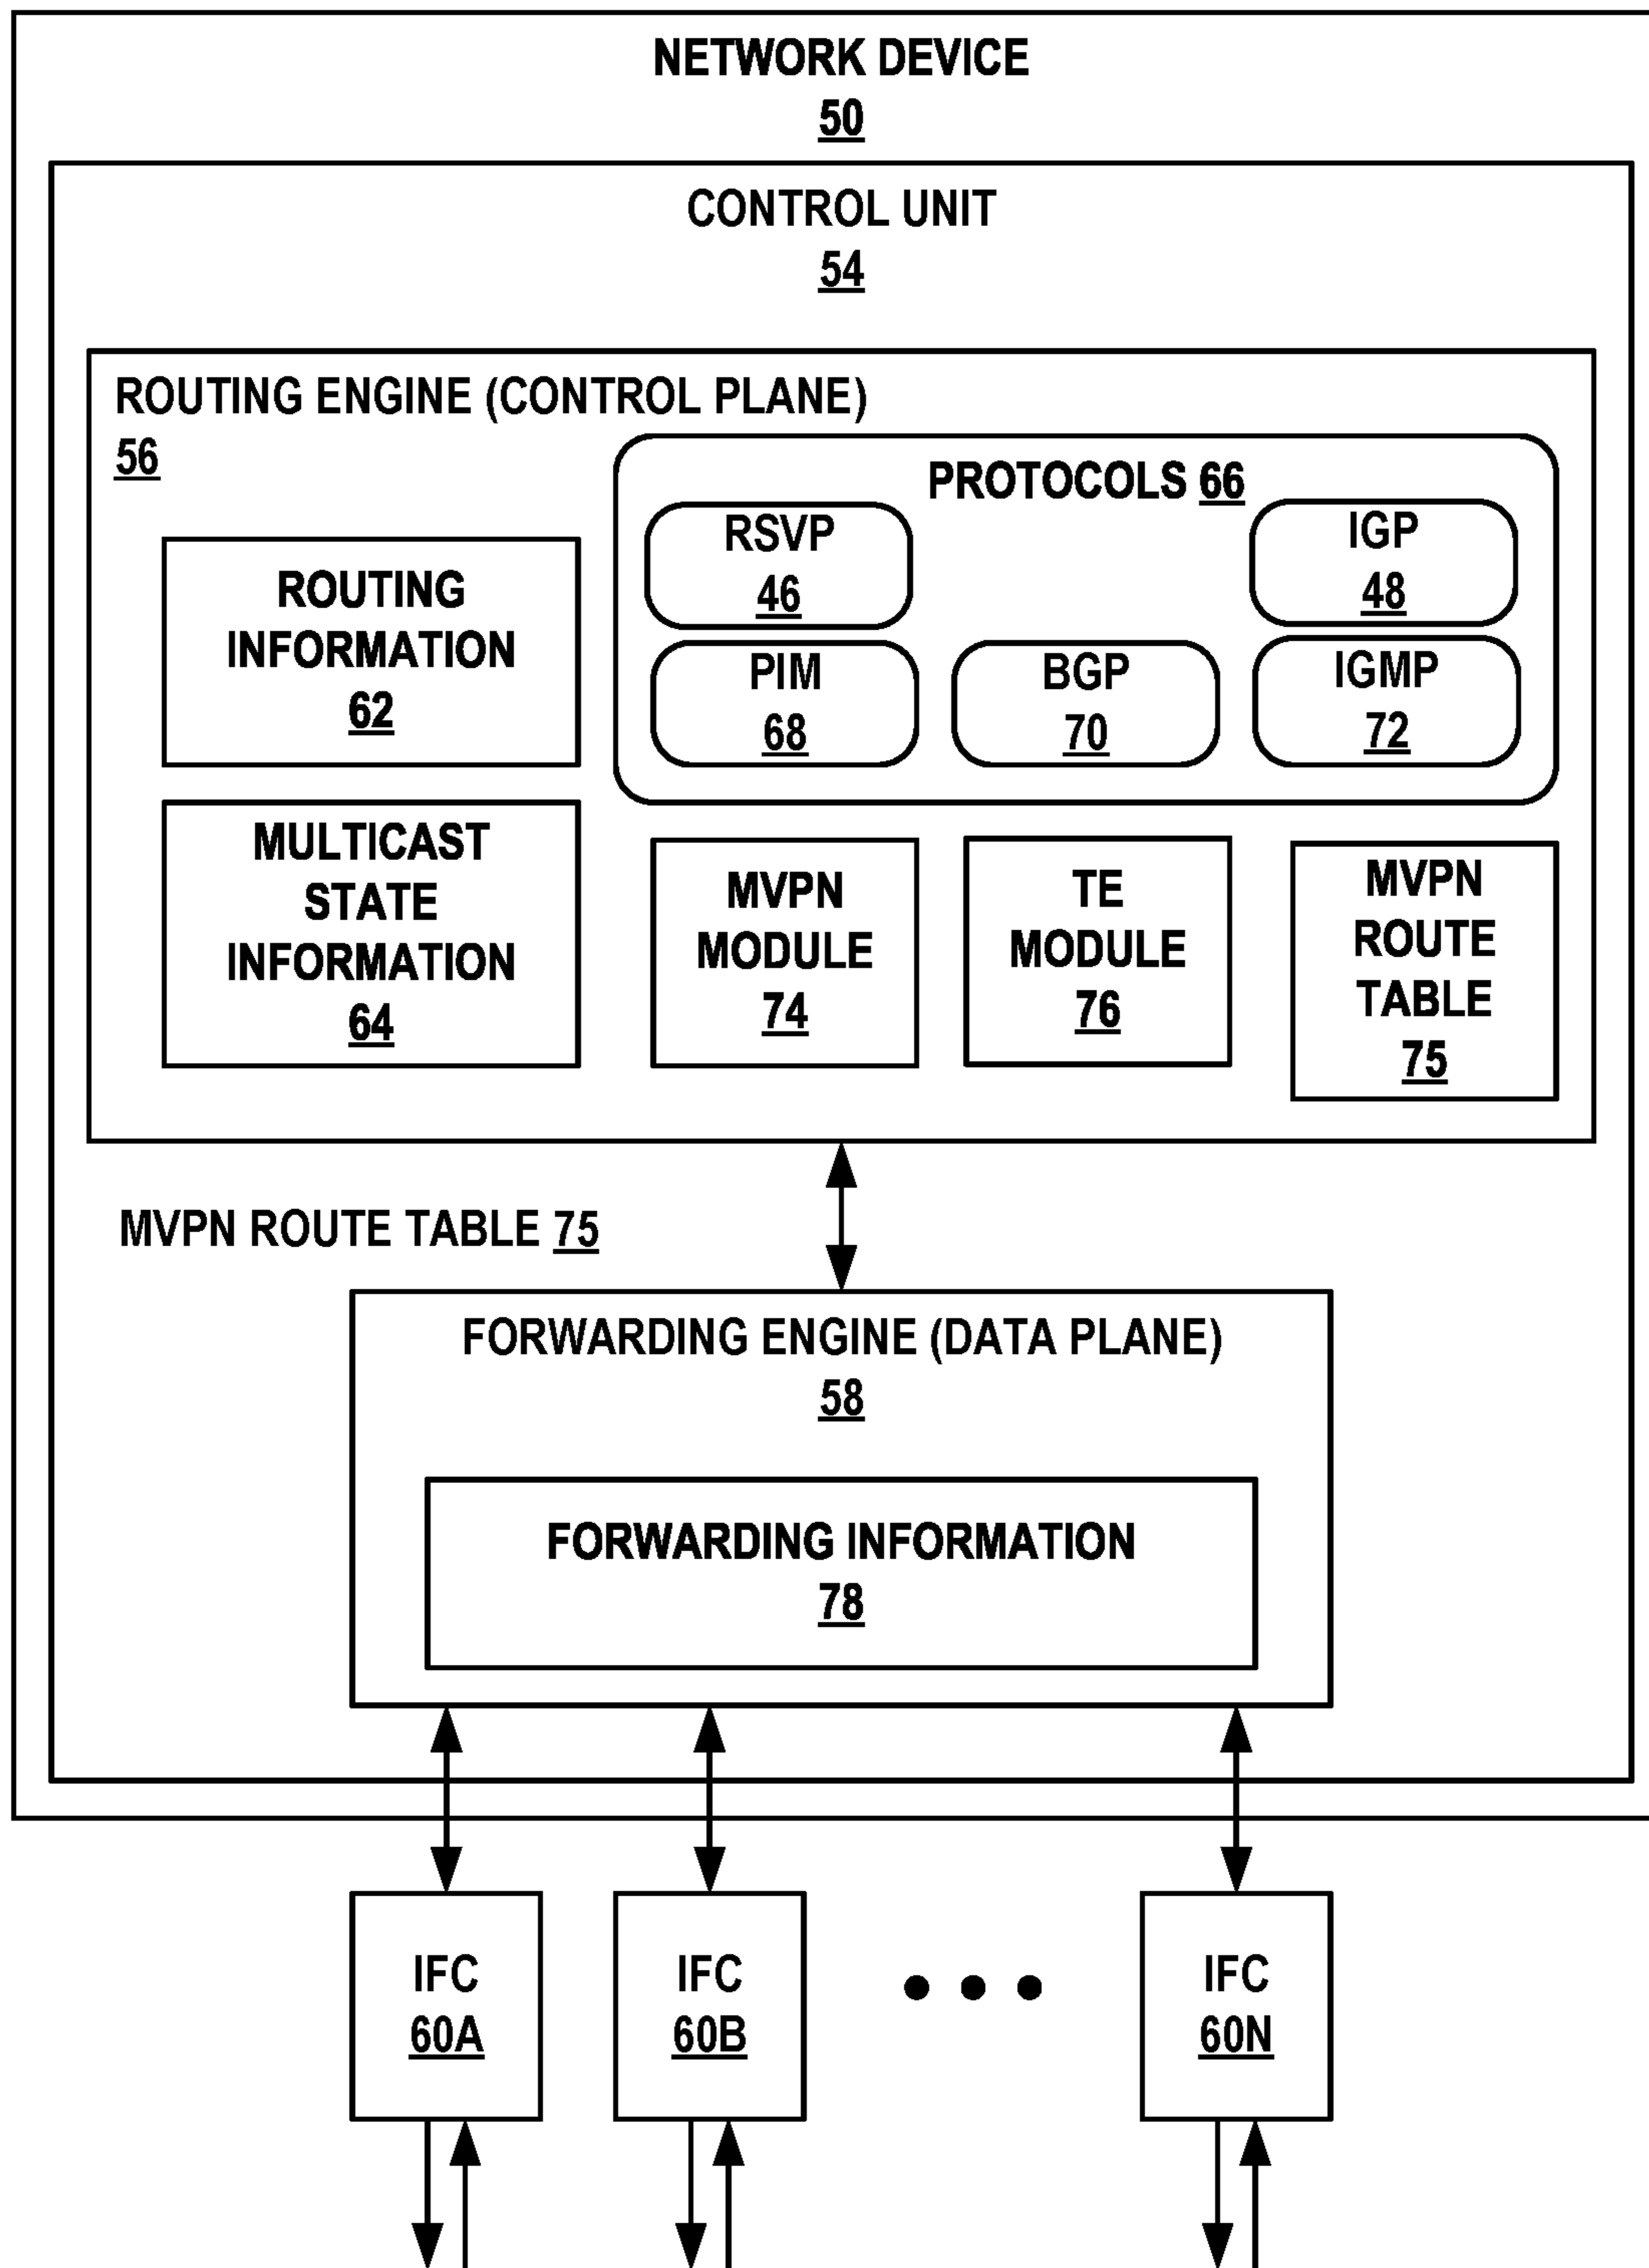 NETWORK DEVICE
50
CONTROL UNIT
54
ROUTING ENGINE (CONTROL PLANE)
56
PROTOCOLS 66
RSVP
46
IGP
48
PIM
68
BGP
70
IGMP
72
ROUTING
INFORMATION
62
MULTICAST
STATE
INFORMATION
64
MVPN
MODULE
74
TE
MODULE
76
MVPN
ROUTE
TABLE
75
MVPN ROUTE TABLE 75
FORWARDING ENGINE (DATA PLANE)
58
FORWARDING INFORMATION
78
IFC
60A
IFC
60B
IFC
60N